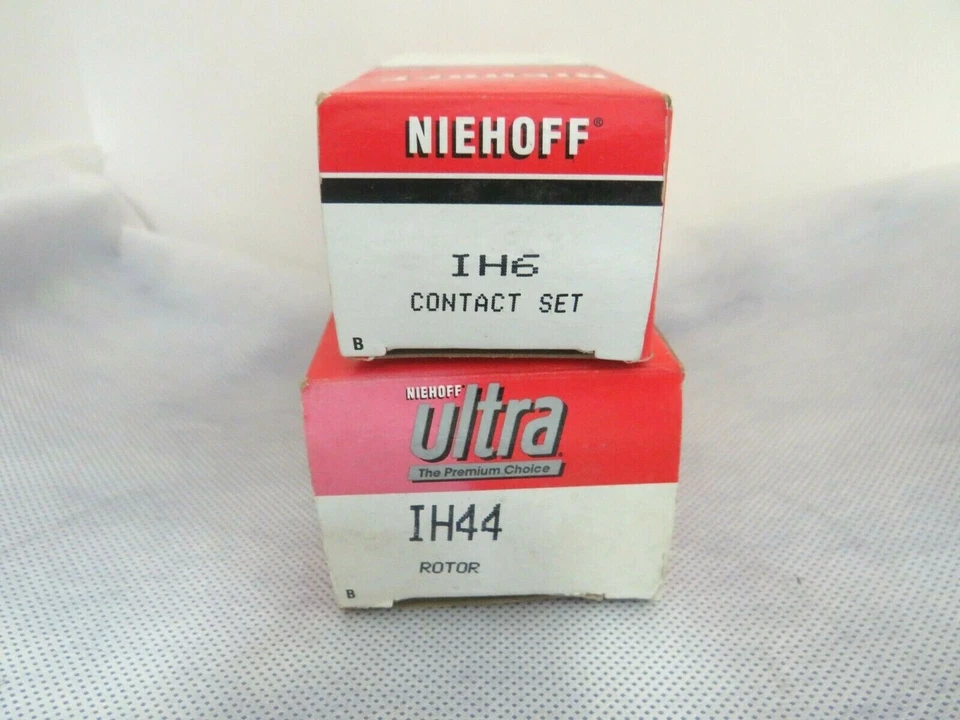 NIEHOFF®
IH6
CONTACT SET
B
NIEHOFF
ultra
The Premium Choice
IH44
ROTOR
B